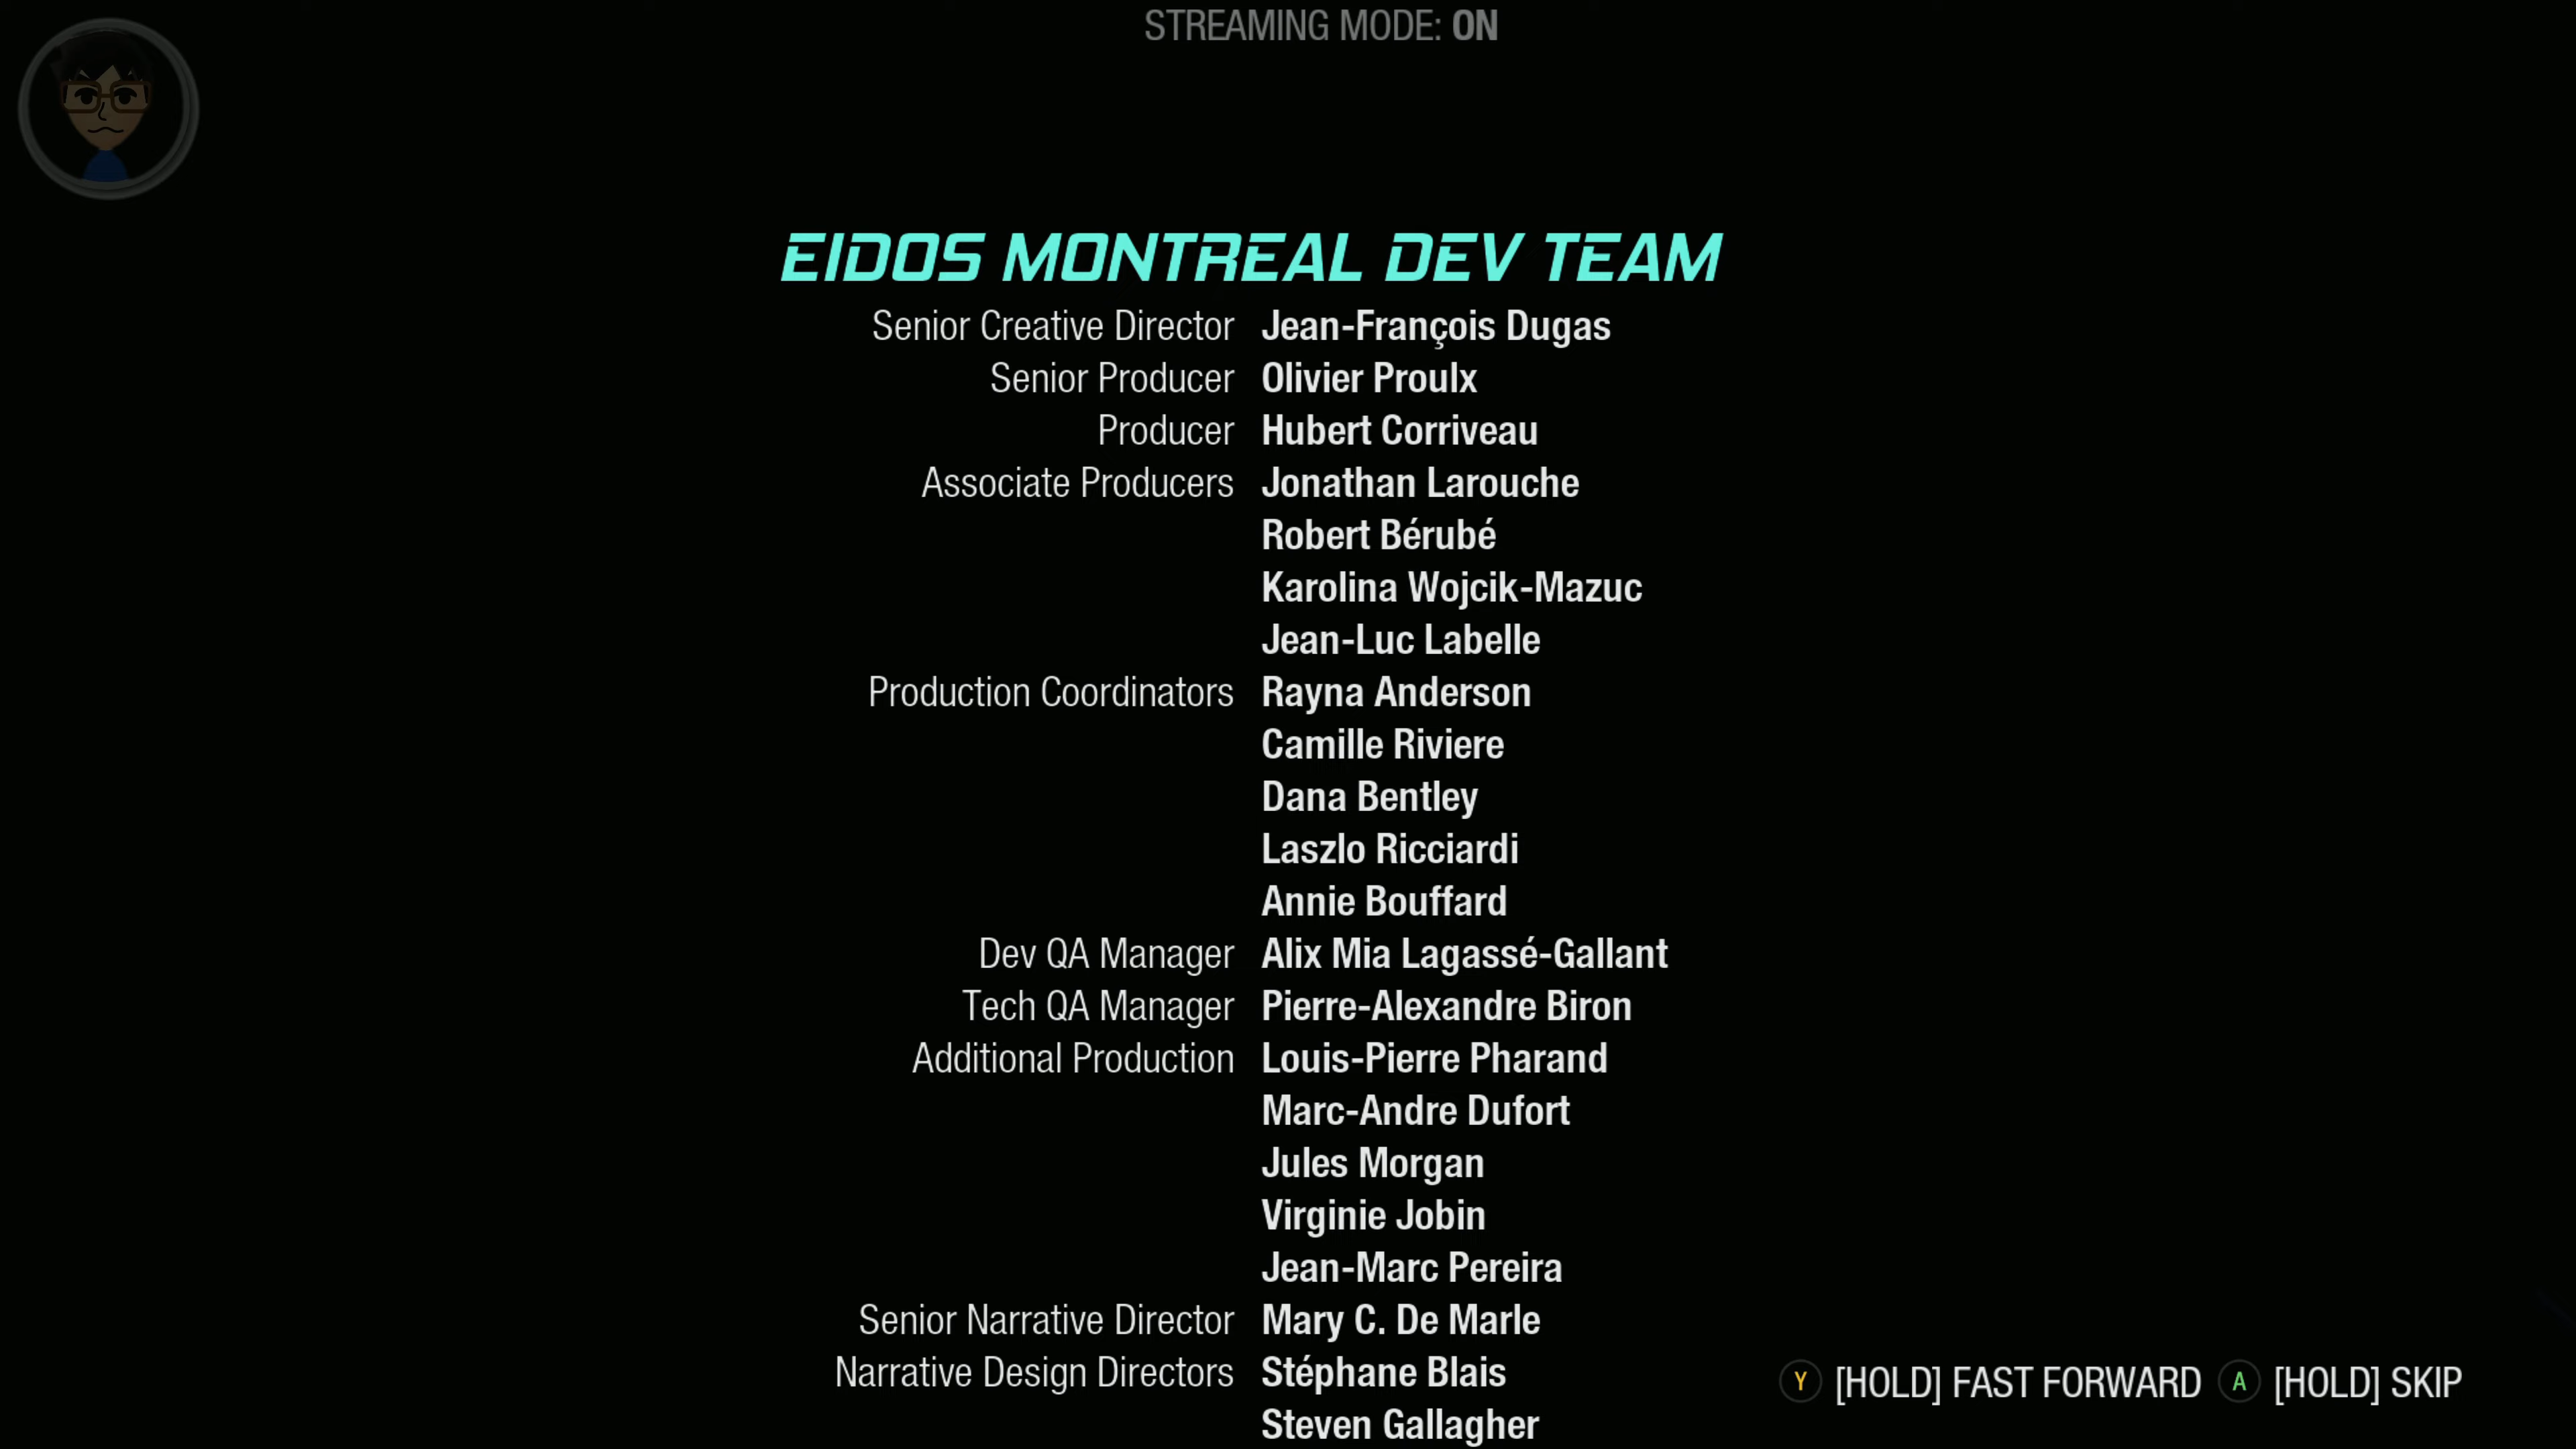 STREAMING MODE: ON
EIDOS MONTREAL DEV TEAM
Senior Creative Director Jean-François Dugas
Senior Producer Olivier Proulx
Producer Hubert Corriveau
Associate Producers Jonathan Larouche
Robert Bérubé
Karolina Wojcik-Mazuc
Jean-Luc Labelle
Production Coordinators Rayna Anderson
Camille Riviere
Dana Bentley
Laszlo Ricciardi
Annie Bouffard
Dev QA Manager Alix Mia Lagassé-Gallant
Tech QA Manager Pierre-Alexandre Biron
Additional Production Louis-Pierre Pharand
Marc-Andre Dufort
Jules Morgan
Virginie Jobin
Jean-Marc Pereira
Senior Narrative Director Mary C. De Marle
Narrative Design Directors Stéphane Blais
Steven Gallagher
Y [HOLD] FAST FORWARD A [HOLD] SKIP